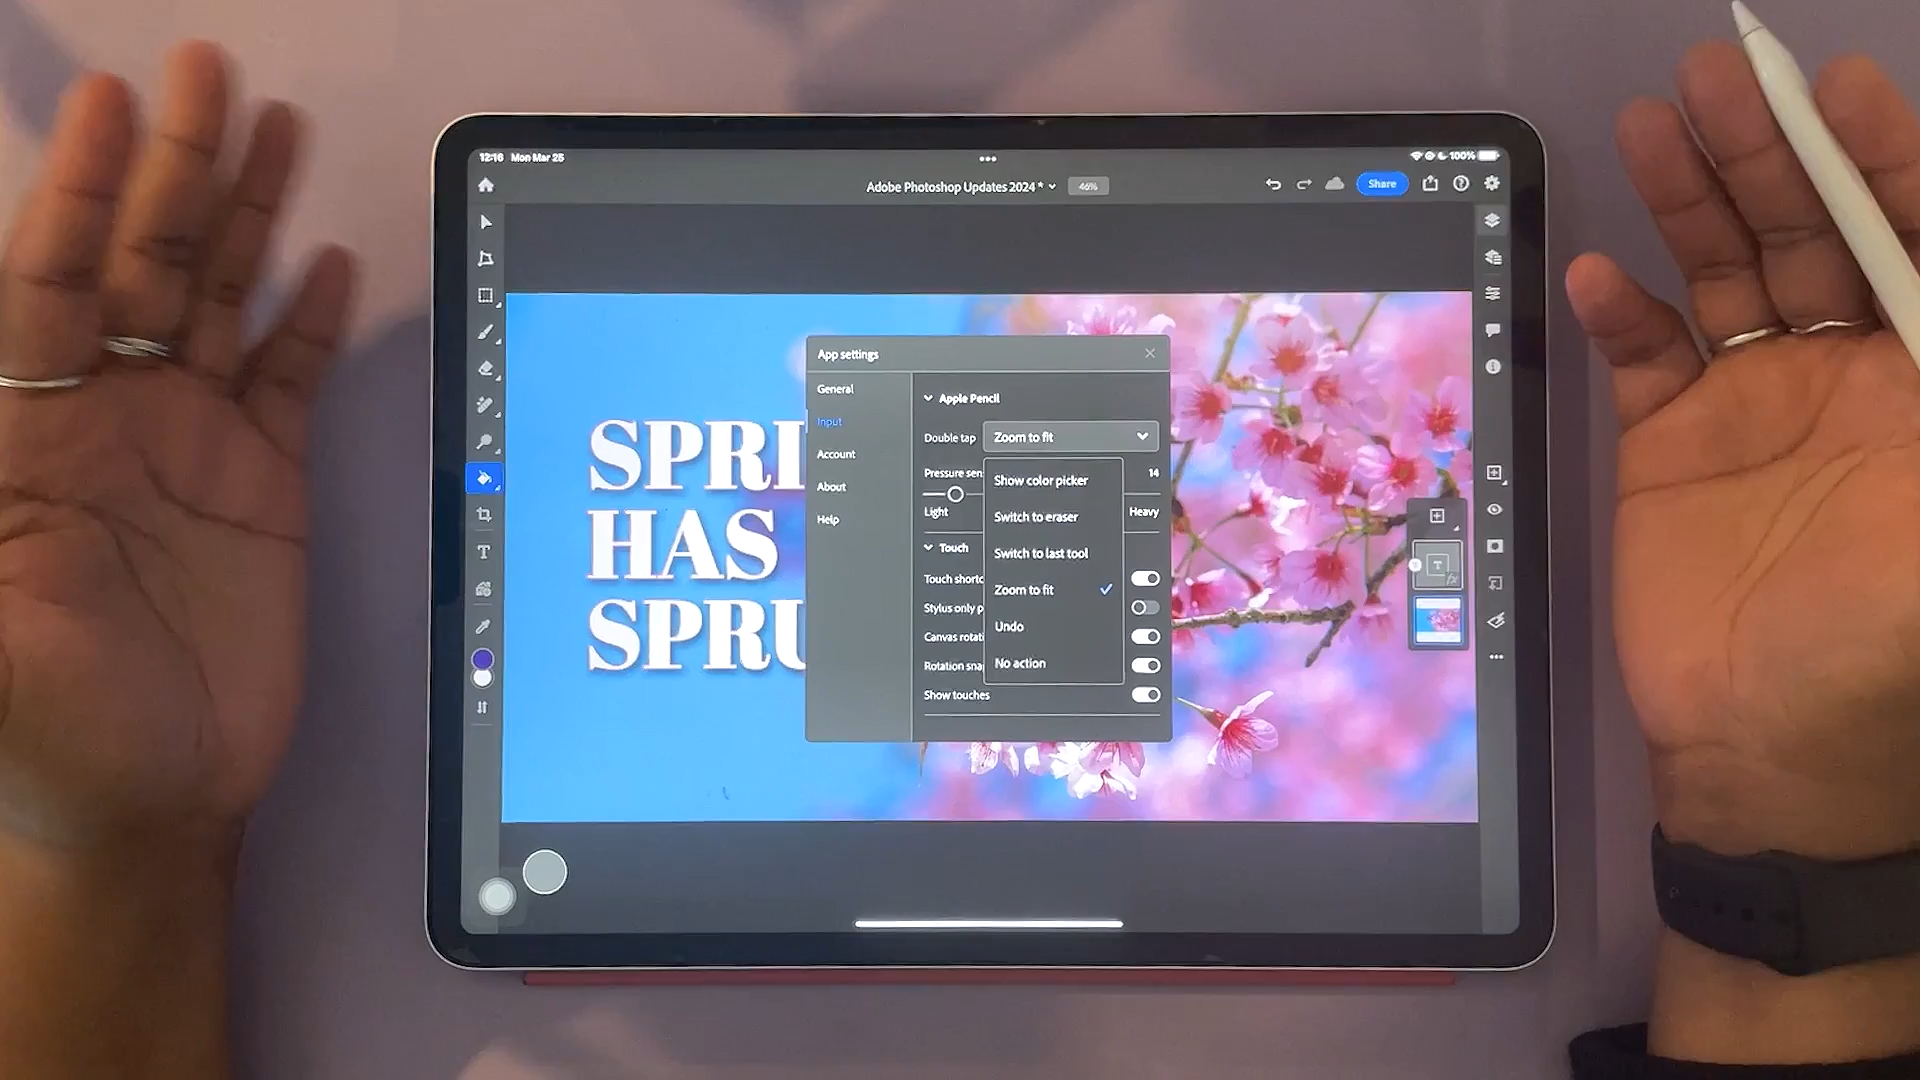 12:16 Mon Mar 25
100%
Adobe Photoshop Updates 2024 *
46%
Share
SPRI
HAS
SPRU
App settings
General
Input
Account
About
Help
Apple Pencil
Double tap
Zoom to fit
Pressure sen
14
Light
Heavy
Show color picker
Switch to eraser
Switch to last tool
Zoom to fit
Undo
No action
Touch
Touch shortc
Stylus only p
Canvas rotati
Rotation sna
Show touches
T
T
fx